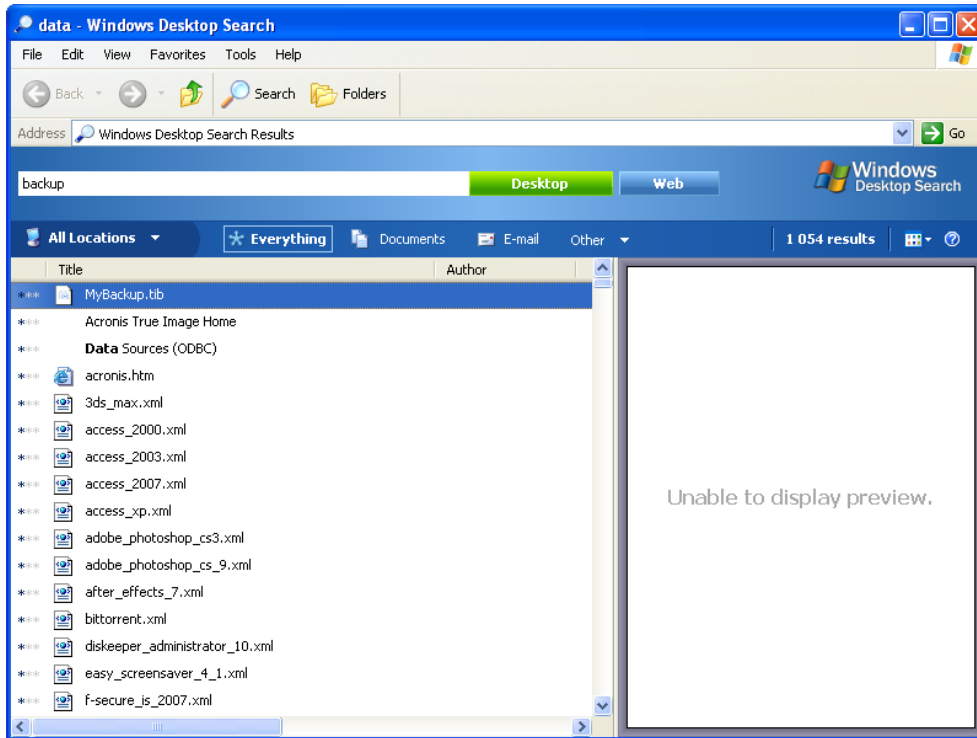 data - Windows Desktop Search
File Edit View Favorites Tools Help
Back Search Folders
Address Windows Desktop Search Results Go
backup Desktop Web Windows Desktop Search
All Locations Everything Documents E-mail Other 1 054 results
Title Author
MyBackup.tib
Acronis True Image Home
Data Sources (ODBC)
acronis.htm
3ds_max.xml
access_2000.xml
access_2003.xml
access_2007.xml
access_xp.xml
adobe_photoshop_cs3.xml
adobe_photoshop_cs_9.xml
after_effects_7.xml
bittorrent.xml
diskeeper_administrator_10.xml
easy_screensaver_4_1.xml
f-secure_is_2007.xml
Unable to display preview.